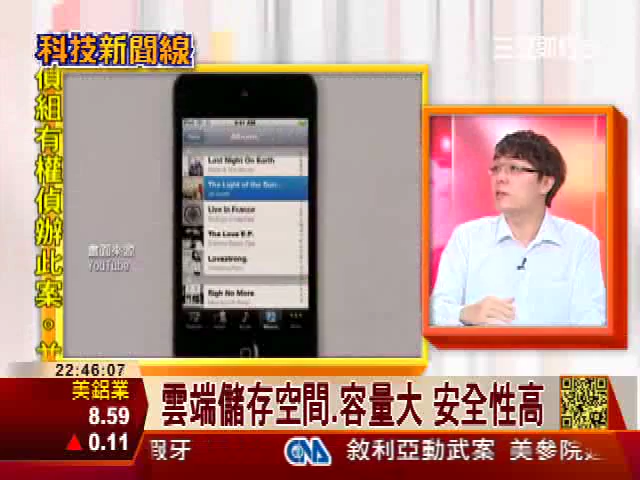 科技新聞線
偵組有權偵辦此案。
畫面來源
YouTube
Albums
Last Night On Earth
The Light of the Sun...
Live In France
The Love E.P.
Lovestrong.
Righ No More
22:46:07
美鋁業
8.59
▲0.11
雲端儲存空間.容量大 安全性高
假牙
CNA
敘利亞動武案 美參院